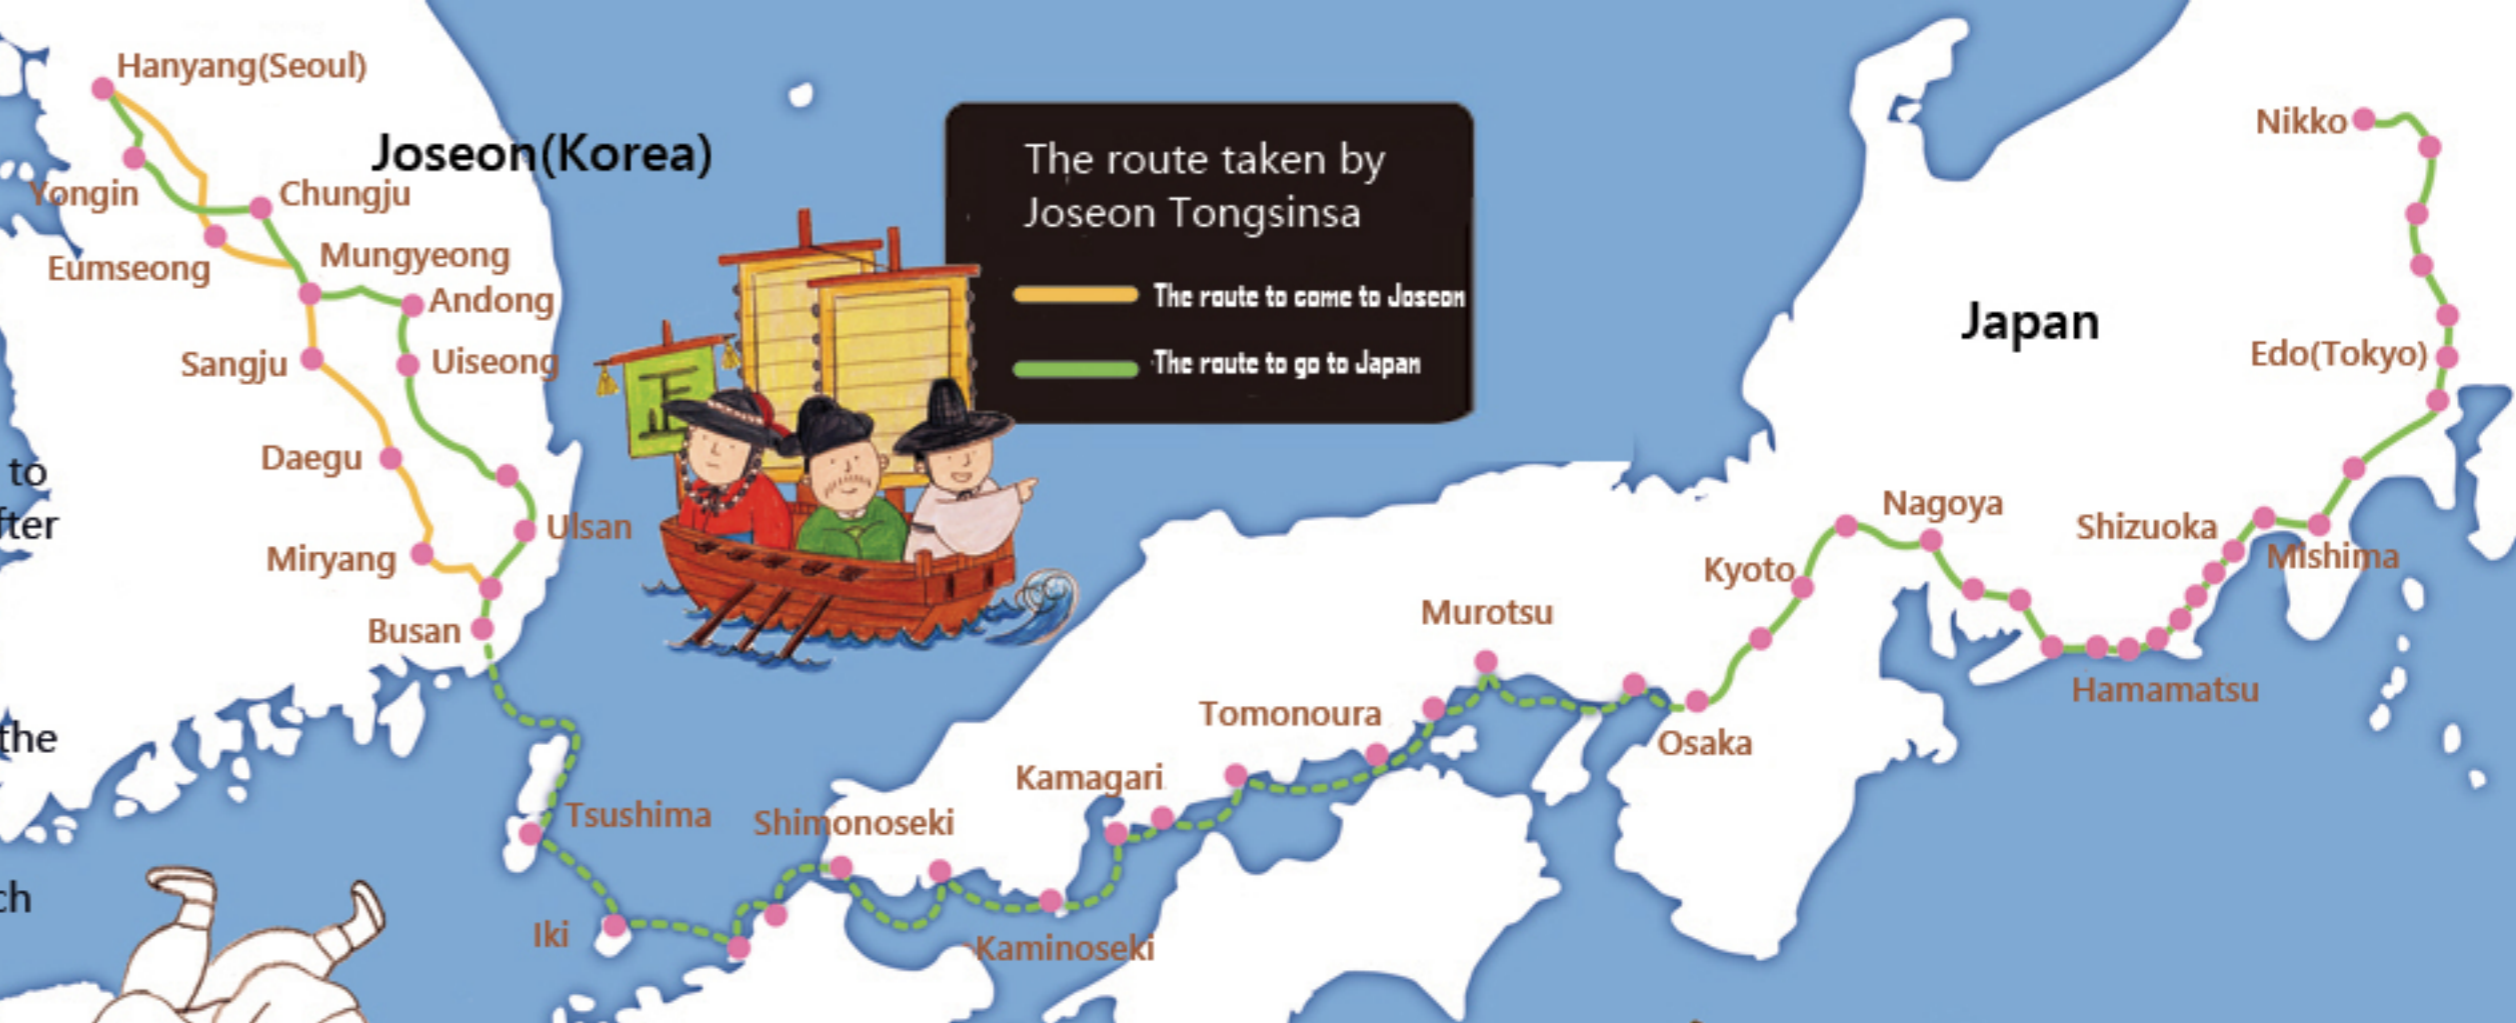 Hanyang(Seoul)
Joseon(Korea)
Yongin
Chungju
Eumseong
Mungyeong
Andong
Sangju
Uiseong
Daegu
Ulsan
Miryang
Busan
to
fter
the
ch
The route taken by
Joseon Tongsinsa
The route to come to Joseon
The route to go to Japan
正
Tsushima
Iki
Shimonoseki
Kaminoseki
Kamagari
Tomonoura
Murotsu
Osaka
Kyoto
Nagoya
Hamamatsu
Shizuoka
MIshima
Edo(Tokyo)
Nikko
Japan